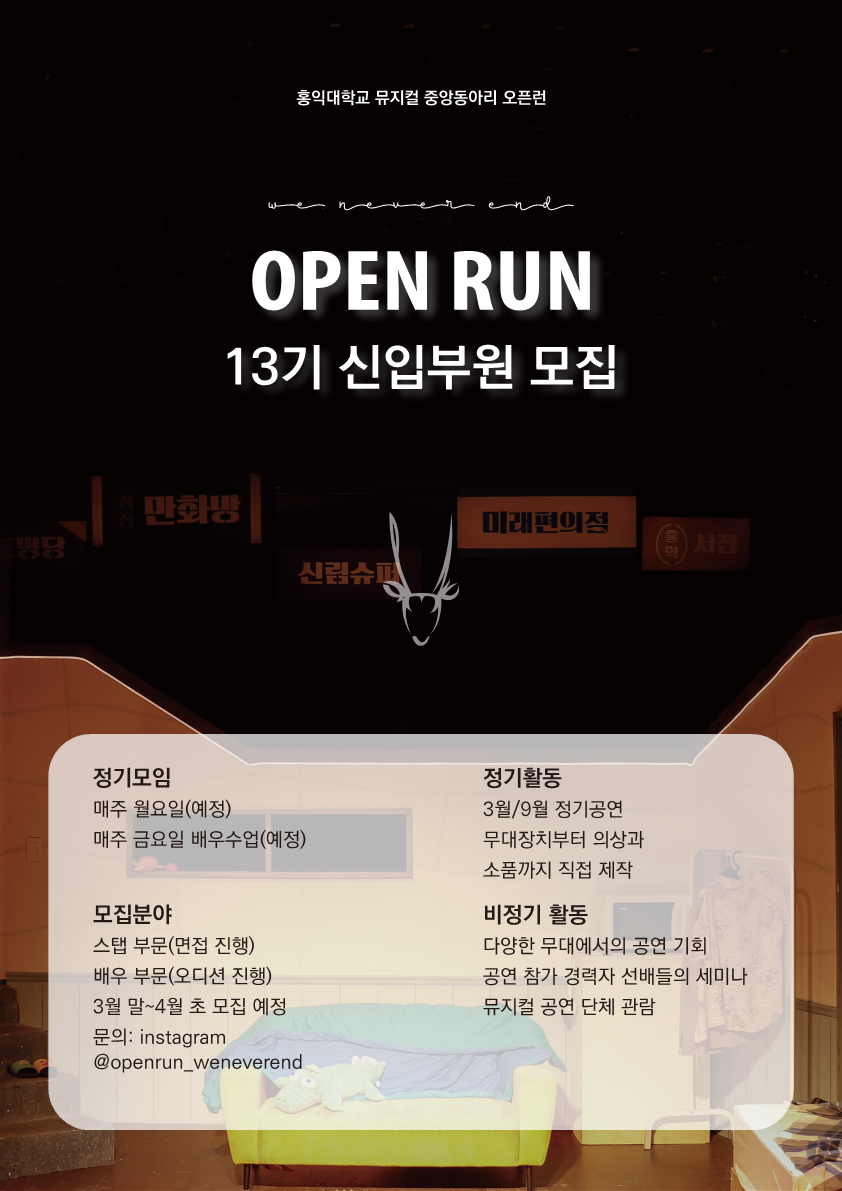 홍익대학교 뮤지컬 중앙동아리 오픈런
we never end
OPEN RUN
13기 신입부원 모집
만화방
미래편의점
신림슈퍼
홍익 서점
명당
정기모임
매주 월요일(예정)
매주 금요일 배우수업(예정)
모집분야
스탭 부문(면접 진행)
배우 부문(오디션 진행)
3월 말~4월 초 모집 예정
문의: instagram
@openrun_weneverend
정기활동
3월/9월 정기공연
무대장치부터 의상과
소품까지 직접 제작
비정기 활동
다양한 무대에서의 공연 기회
공연 참가 경력자 선배들의 세미나
뮤지컬 공연 단체 관람